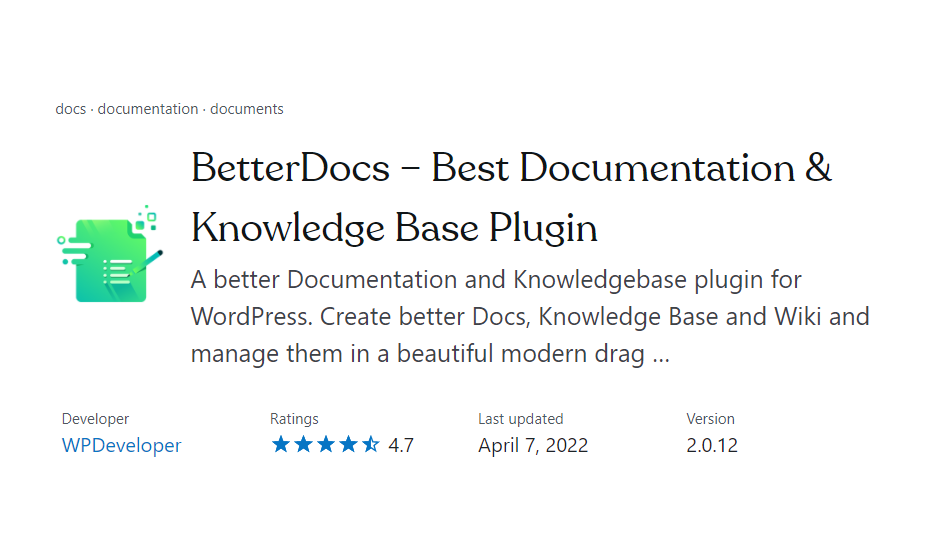 docs · documentation · documents
BetterDocs – Best Documentation &
Knowledge Base Plugin
A better Documentation and Knowledgebase plugin for
WordPress. Create better Docs, Knowledge Base and Wiki and
manage them in a beautiful modern drag ...
Developer
WPDeveloper
Ratings
4.7
Last updated
April 7, 2022
Version
2.0.12